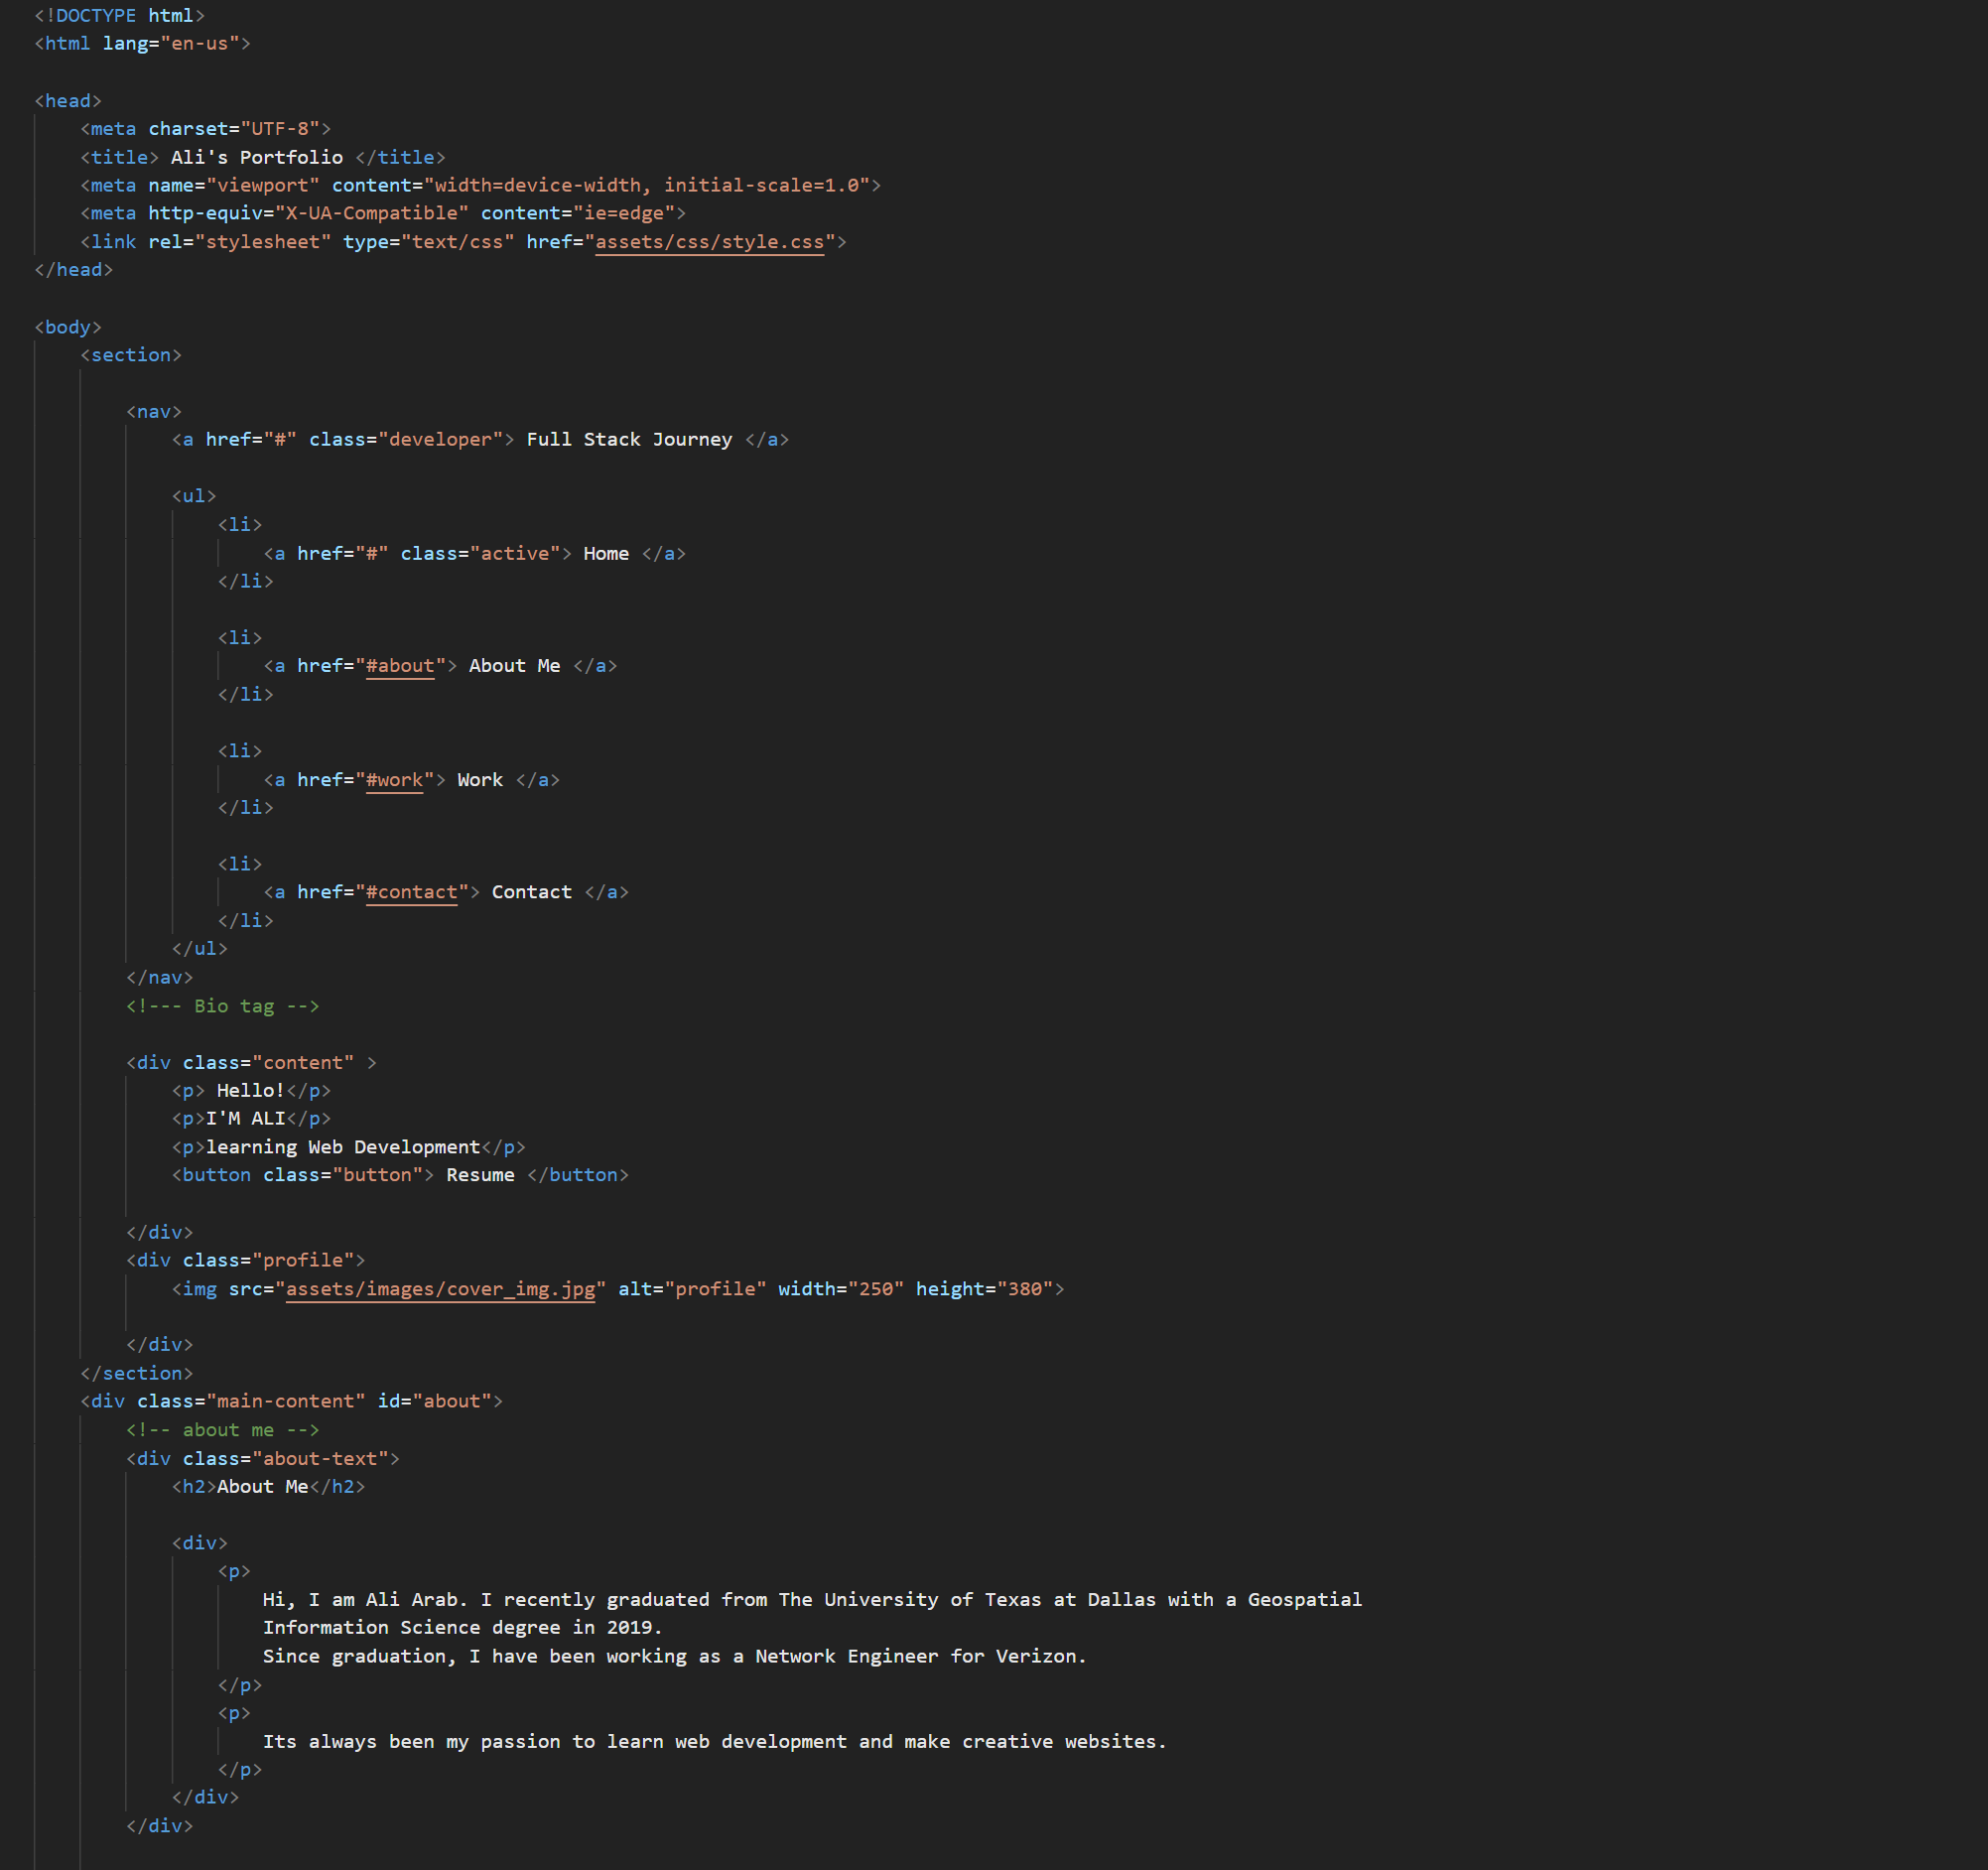 <!DOCTYPE html>
<html lang="en-us">
<head>
<meta charset="UTF-8">
<title> Ali's Portfolio </title>
<meta name="viewport" content="width=device-width, initial-scale=1.0">
<meta http-equiv="X-UA-Compatible" content="ie=edge">
<link rel="stylesheet" type="text/css" href="assets/css/style.css">
</head>
<body>
<section>
<nav>
<a href="#" class="developer"> Full Stack Journey </a>
<ul>
<li>
<a href="#" class="active"> Home </a>
</li>
<li>
<a href="#about"> About Me </a>
</li>
<li>
<a href="#work"> Work </a>
</li>
<li>
<a href="#contact"> Contact </a>
</li>
</ul>
</nav>
<!--- Bio tag -->
<div class="content" >
<p> Hello!</p>
<p>I'M ALI</p>
<p>learning Web Development</p>
<button class="button"> Resume </button>
</div>
<div class="profile">
<img src="assets/images/cover_img.jpg" alt="profile" width="250" height="380">
</div>
</section>
<div class="main-content" id="about">
<!-- about me -->
<div class="about-text">
<h2>About Me</h2>
<div>
<p>
Hi, I am Ali Arab. I recently graduated from The University of Texas at Dallas with a Geospatial
Information Science degree in 2019.
Since graduation, I have been working as a Network Engineer for Verizon.
</p>
<p>
Its always been my passion to learn web development and make creative websites.
</p>
</div>
</div>